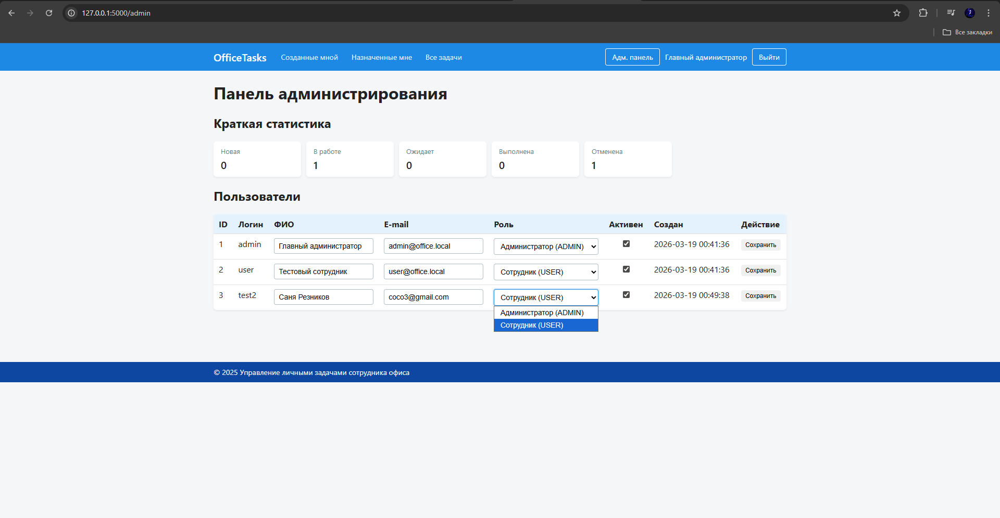 127.0.0.1:5000/admin
Все закладки
OfficeTasks Созданные мной Назначенные мне Все задачи Адм. панель Главный администратор Выйти
Панель администрирования
Краткая статистика
Новая В работе Ожидает Выполнена Отменена
0 1 0 0 1
Пользователи
ID Логин ФИО E-mail Роль Активен Создан Действие
1 admin Главный администратор admin@office.local Администратор (ADMIN) 2026-03-19 00:41:36 Сохранить
2 user Тестовый сотрудник user@office.local Сотрудник (USER) 2026-03-19 00:41:36 Сохранить
3 test2 Саня Резников coco3@gmail.com Сотрудник (USER) 2026-03-19 00:49:38 Сохранить
Администратор (ADMIN)
Сотрудник (USER)
© 2025 Управление личными задачами сотрудника офиса